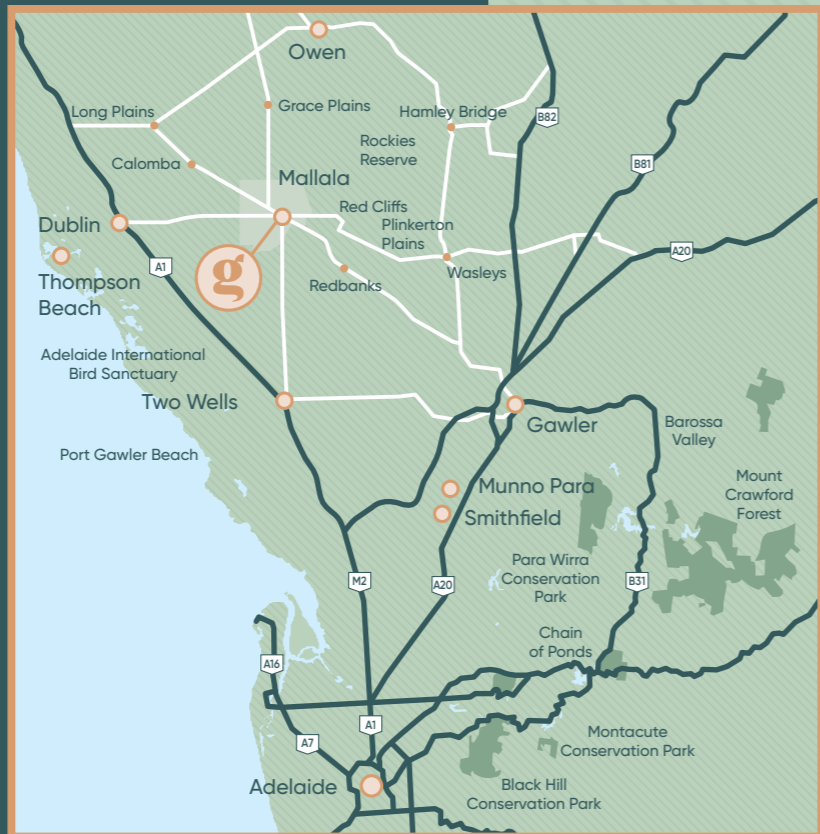 Owen
Long Plains
Grace Plains
Hamley Bridge
B82
Rockies
Reserve
B81
Calomba
Mallala
Red Cliffs
Plinkerton
Plains
Dublin
A1
g
Redbanks
Wasleys
A20
Thompson
Beach
Adelaide International
Bird Sanctuary
Two Wells
Gawler
Barossa
Valley
Port Gawler Beach
Munno Para
Smithfield
Mount
Crawford
Forest
Para Wirra
Conservation
Park
M2
A20
B31
Chain
of Ponds
A16
A7
A1
Montacute
Conservation Park
Adelaide
Black Hill
Conservation Park